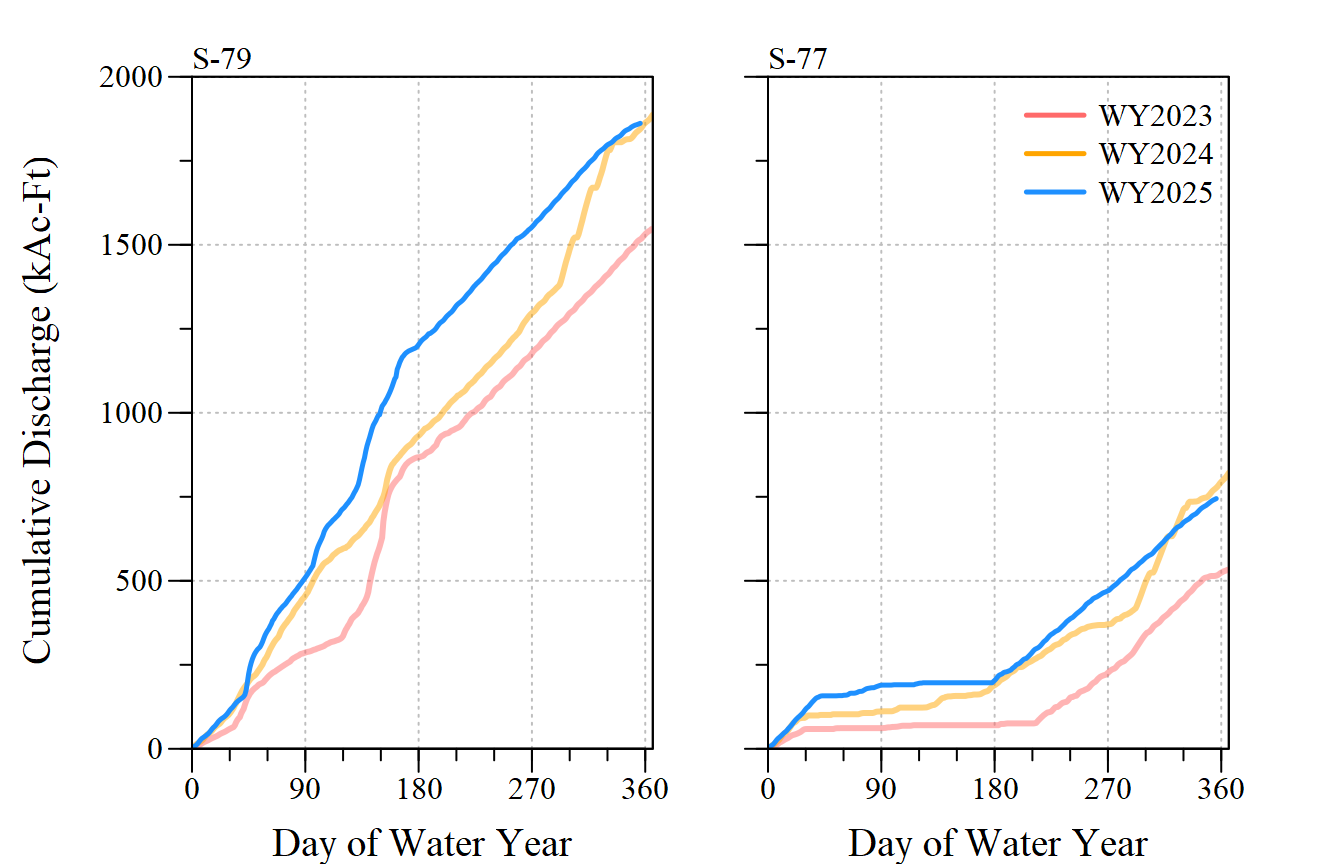 S-79
S-77
2000
1500
1000
500
0
Cumulative Discharge (kAc-Ft)
WY2023
WY2024
WY2025
0 90 180 270 360
0 90 180 270 360
Day of Water Year
Day of Water Year